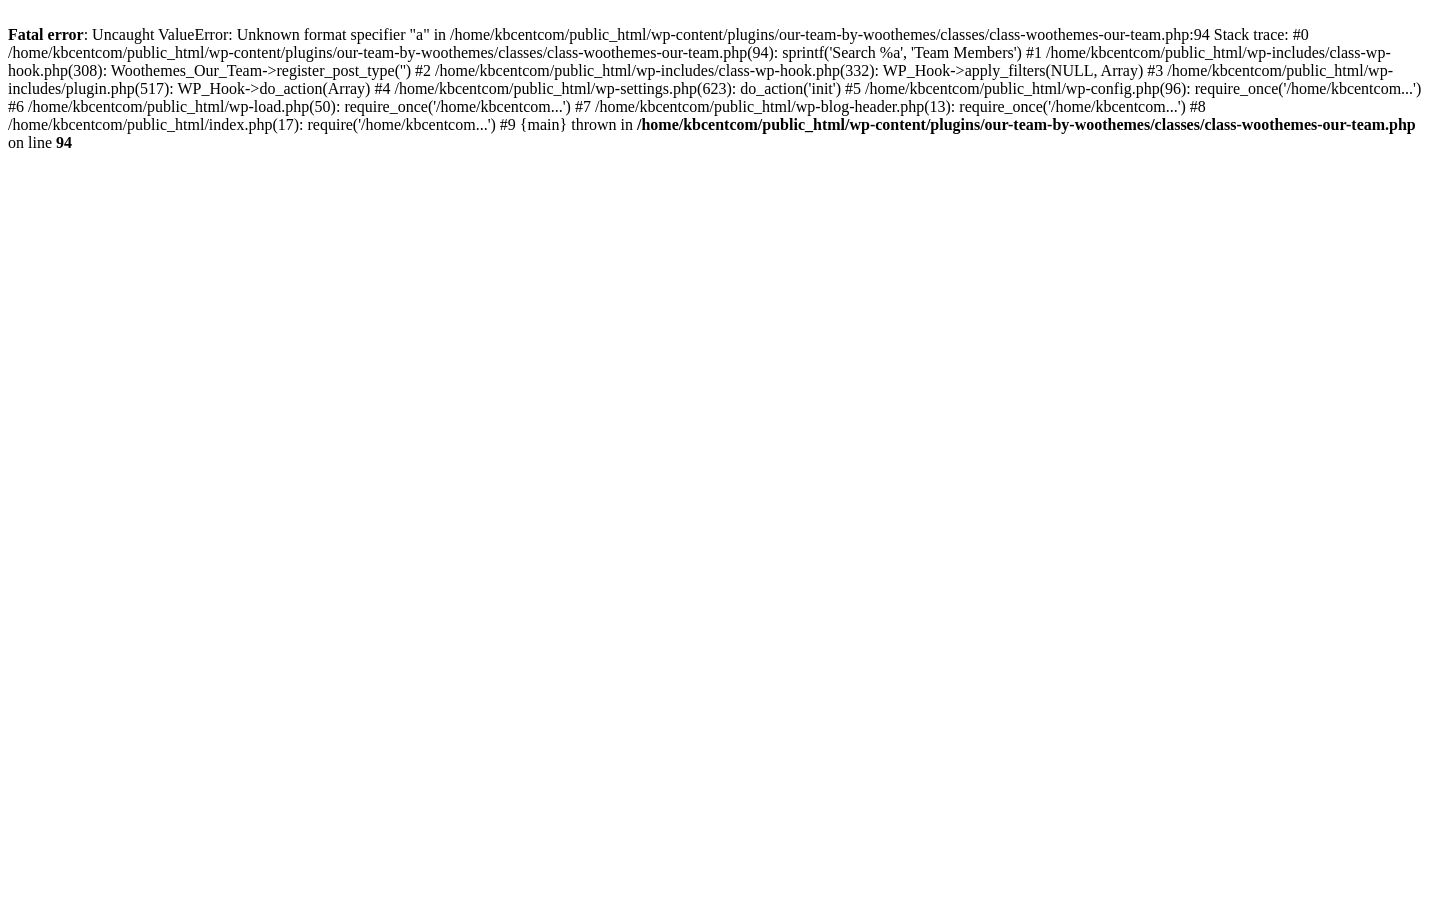 Fatal error: Uncaught ValueError: Unknown format specifier "a" in /home/kbcentcom/public_html/wp-content/plugins/our-team-by-woothemes/classes/class-woothemes-our-team.php:94 Stack trace: #0
/home/kbcentcom/public_html/wp-content/plugins/our-team-by-woothemes/classes/class-woothemes-our-team.php(94): sprintf('Search %a', 'Team Members') #1 /home/kbcentcom/public_html/wp-includes/class-wp-
hook.php(308): Woothemes_Our_Team->register_post_type('') #2 /home/kbcentcom/public_html/wp-includes/class-wp-hook.php(332): WP_Hook->apply_filters(NULL, Array) #3 /home/kbcentcom/public_html/wp-
includes/plugin.php(517): WP_Hook->do_action(Array) #4 /home/kbcentcom/public_html/wp-settings.php(623): do_action('init') #5 /home/kbcentcom/public_html/wp-config.php(96): require_once('/home/kbcentcom...')
#6 /home/kbcentcom/public_html/wp-load.php(50): require_once('/home/kbcentcom...') #7 /home/kbcentcom/public_html/wp-blog-header.php(13): require_once('/home/kbcentcom...') #8
/home/kbcentcom/public_html/index.php(17): require('/home/kbcentcom...') #9 {main} thrown in /home/kbcentcom/public_html/wp-content/plugins/our-team-by-woothemes/classes/class-woothemes-our-team.php
on line 94